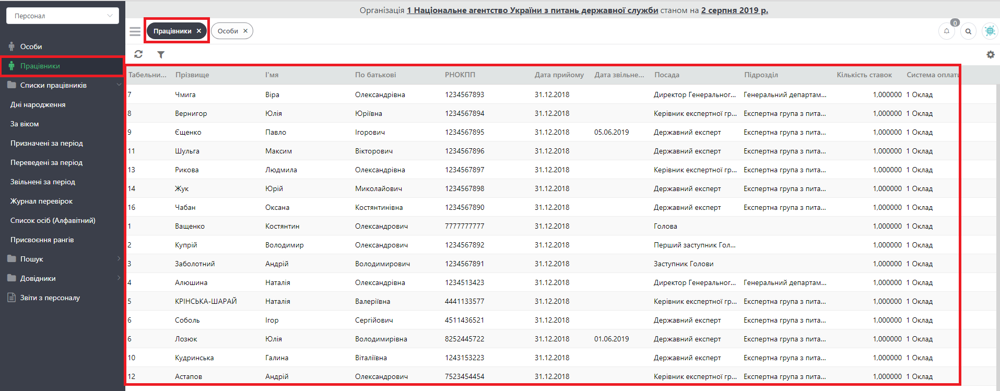 Організація 1 Національне агентство України з питань державної служби станом на 2 серпня 2019 р.
Персонал
Особи
Працівники
Списки працівників
Дні народження
За віком
Призначені за період
Переведені за період
Звільнені за період
Журнал перевірок
Список осіб (Алфавітний)
Присвоєння рангів
Пошук
Довідники
Звіти з персоналу
Працівники × Особи × 0
Табельни... Прізвище І'мя По батькові РНОКПП Дата прийому Дата звільне... Посада Підрозділ Кількість ставок Система оплати
7 Чмига Віра Олександрівна 1234567893 31.12.2018 Директор Генеральног... Генеральний департам... 1,000000 1 Оклад
8 Вернигор Юлія Юріївна 1234567894 31.12.2018 Керівник експертної гр... Експертна група з пита... 1,000000 1 Оклад
9 Єщенко Павло Ігорович 1234567895 31.12.2018 05.06.2019 Державний експерт Експертна група з пита... 1,000000 1 Оклад
11 Шульга Максим Вікторович 1234567896 31.12.2018 Державний експерт Експертна група з пита... 1,000000 1 Оклад
13 Рикова Людмила Олександрівна 1234567897 31.12.2018 Керівник експертної гр... Експертна група з пита... 1,000000 1 Оклад
14 Жук Юрій Миколайович 1234567898 31.12.2018 Державний експерт Експертна група з пита... 1,000000 1 Оклад
16 Чабан Оксана Костянтинівна 1234567890 31.12.2018 Державний експерт Експертна група з пита... 1,000000 1 Оклад
1 Ващенко Костянтин Олександрович 7777777777 31.12.2018 Голова 1,000000 1 Оклад
2 Купрій Володимир Олександрович 1234567892 31.12.2018 Перший заступник Гол... 1,000000 1 Оклад
3 Заболотний Андрій Володимирович 1234567891 31.12.2018 Заступник Голови 1,000000 1 Оклад
4 Алюшина Наталія Олександрівна 1234513423 31.12.2018 Директор Генеральног... Генеральний департам... 1,000000 1 Оклад
5 КРІНСЬКА-ШАРАЙ Наталія Валеріївна 4441133577 31.12.2018 Керівник експертної гр... Експертна група з пита... 1,000000 1 Оклад
6 Соболь Ігор Сергійович 4511436521 31.12.2018 Державний експерт Експертна група з пита... 1,000000 1 Оклад
6 Лозюк Юлія Володимирівна 8252445722 31.12.2018 01.06.2019 Державний експерт Експертна група з пита... 1,000000 1 Оклад
10 Кудринська Галина Віталіївна 1243153223 31.12.2018 Державний експерт Експертна група з пита... 1,000000 1 Оклад
12 Астапов Андрій Олександрович 7523454454 31.12.2018 Керівник експертної гр... Експертна група з пита... 1,000000 1 Оклад